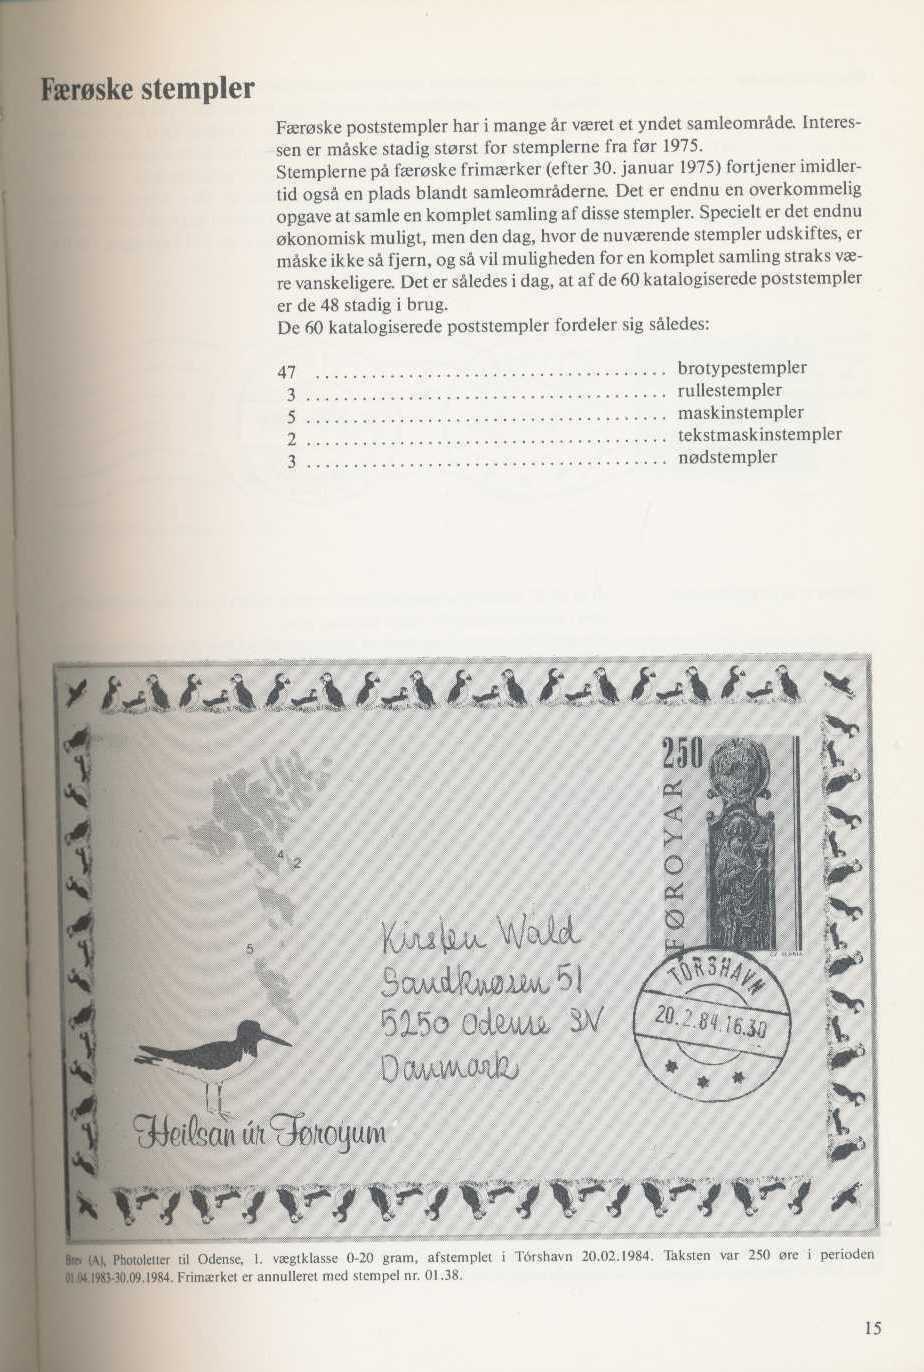 Færøske stempler
Færøske poststempler har i mange år været et yndet samleområde. Interes-
sen er måske stadig størst for stemplerne fra før 1975.
Stemplerne på færøske frimærker (efter 30. januar 1975) fortjener imidler-
tid også en plads blandt samleområderne. Det er endnu en overkommelig
opgave at samle en komplet samling af disse stempler. Specielt er det endnu
økonomisk muligt, men den dag, hvor de nuværende stempler udskiftes, er
måske ikke så fjern, og så vil muligheden for en komplet samling straks væ-
re vanskeligere. Det er således i dag, at af de 60 katalogiserede poststempler
er de 48 stadig i brug.
De 60 katalogiserede poststempler fordeler sig således:
47 ...................................... brotypestempler
3 ....................................... rullestempler
5 ....................................... maskinstempler
2 ....................................... tekstmaskinstempler
3 ....................................... nødstempler
250
FØROYAR
4 2
5
Kirsten Wald
Sandknøsen 51
5250 Odense SV
Danmark
TÓRSHAVN
20.2.84.16.30
Heilsan úr Føroyum
Brev (A), Photoletter til Odense, 1. vægtklasse 0-20 gram, afstemplet i Tórshavn 20.02.1984. Taksten var 250 øre i perioden
01.04.1983-30.09.1984. Frimærket er annulleret med stempel nr. 01.38.
15